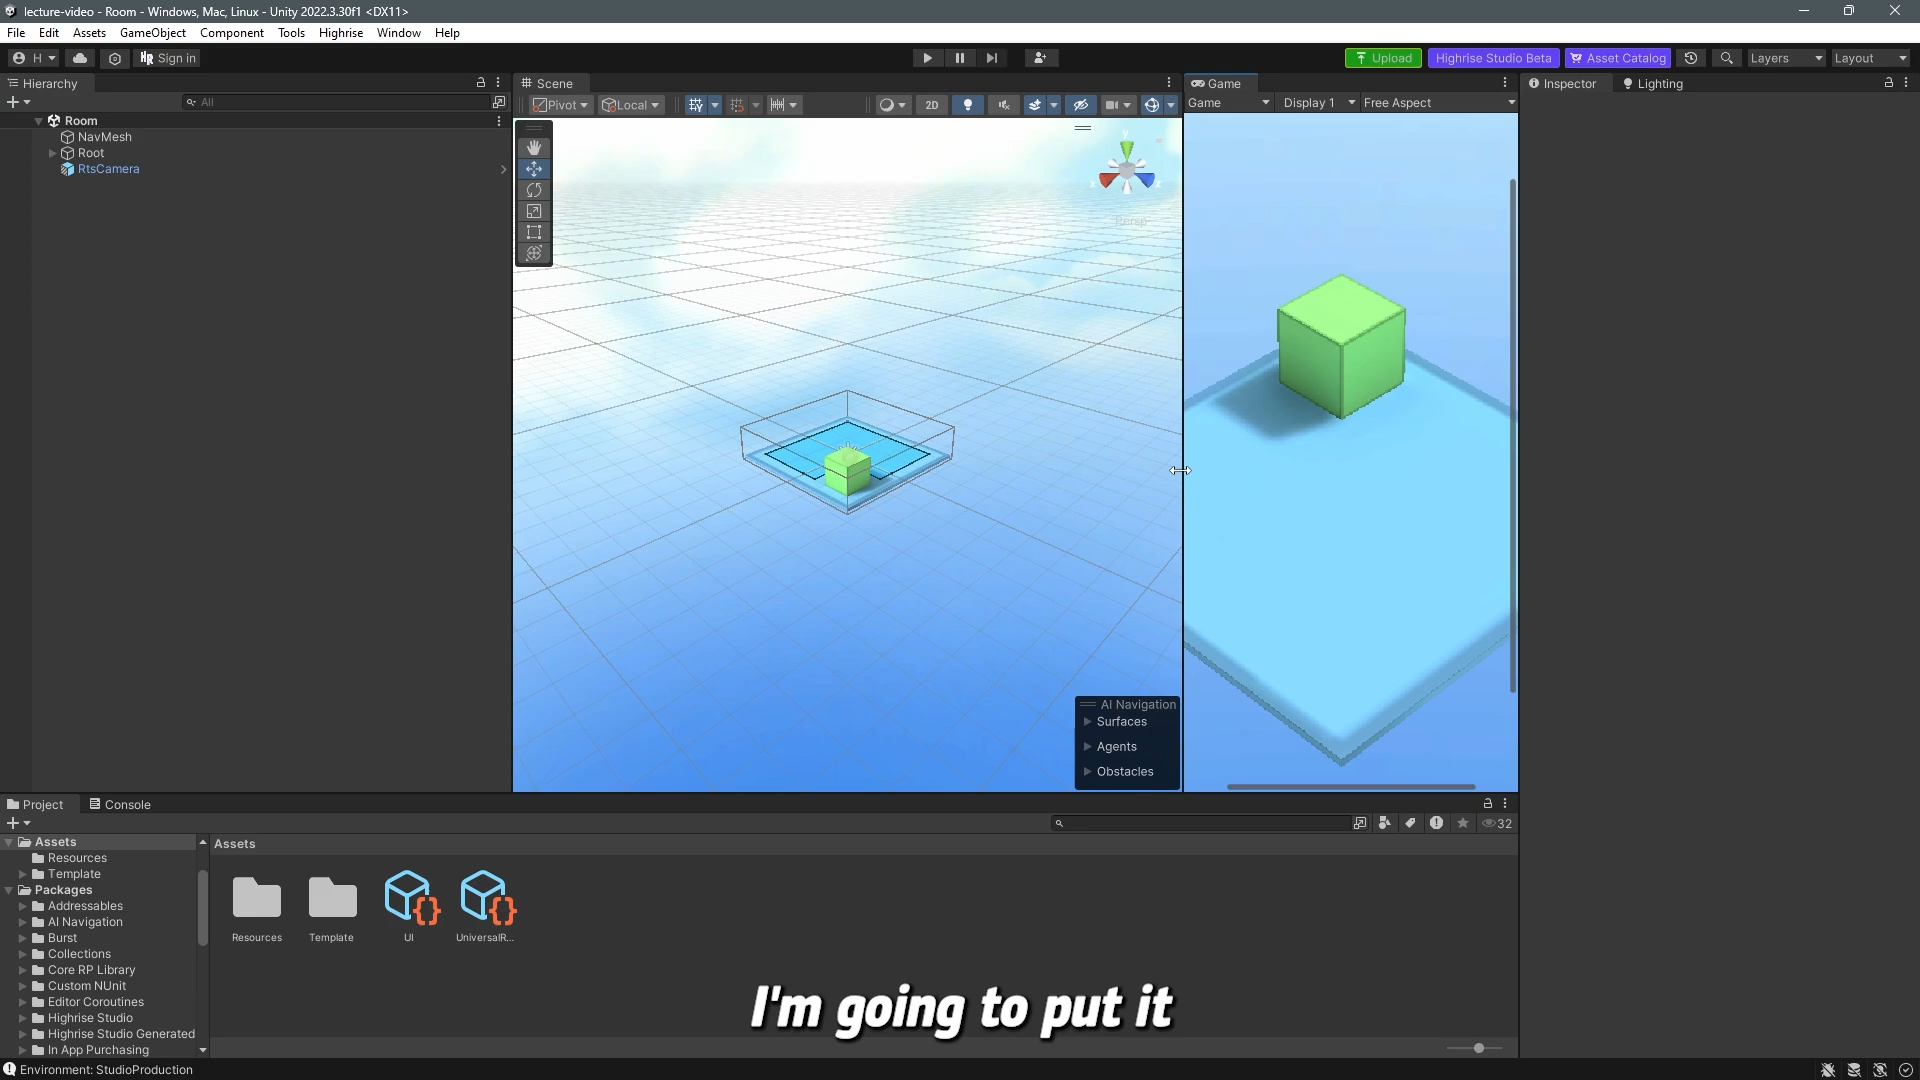 lecture-video - Room - Windows, Mac, Linux - Unity 2022.3.30f1 <DX11>
File Edit Assets GameObject Component Tools Highrise Window Help
H Sign in Upload Highrise Studio Beta Asset Catalog Layers Layout
Hierarchy Scene Game Inspector Lighting
All Pivot Local 2D Game Display 1 Free Aspect
Room
NavMesh
Root
RtsCamera
y
x z
Persp
AI Navigation
Surfaces
Agents
Obstacles
Project Console
32
Assets
Resources
Template
Packages
Addressables
AI Navigation
Burst
Collections
Core RP Library
Custom NUnit
Editor Coroutines
Highrise Studio
Highrise Studio Generated
In App Purchasing
Assets
Resources Template UI UniversalR...
I'm going to put it
Environment: StudioProduction